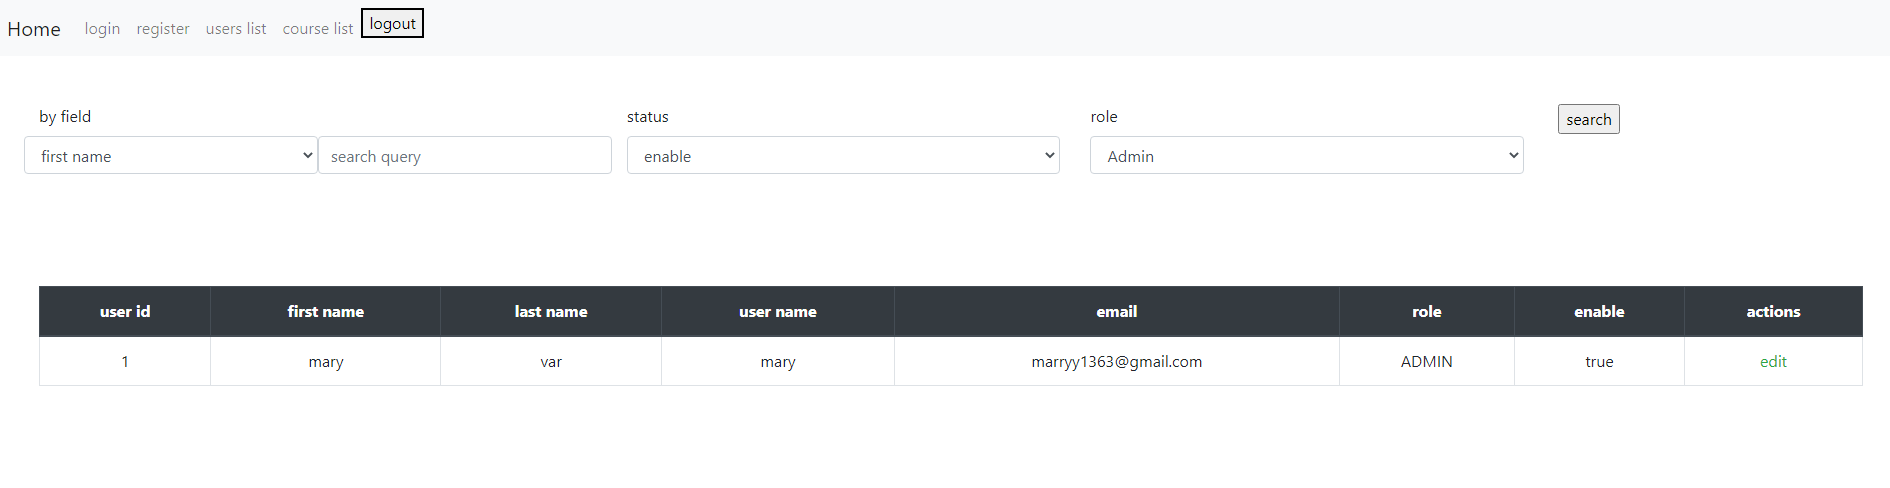 Home login register users list course list logout
by field status role search
first name search query enable Admin
user id first name last name user name email role enable actions
1 mary var mary marryy1363@gmail.com ADMIN true edit